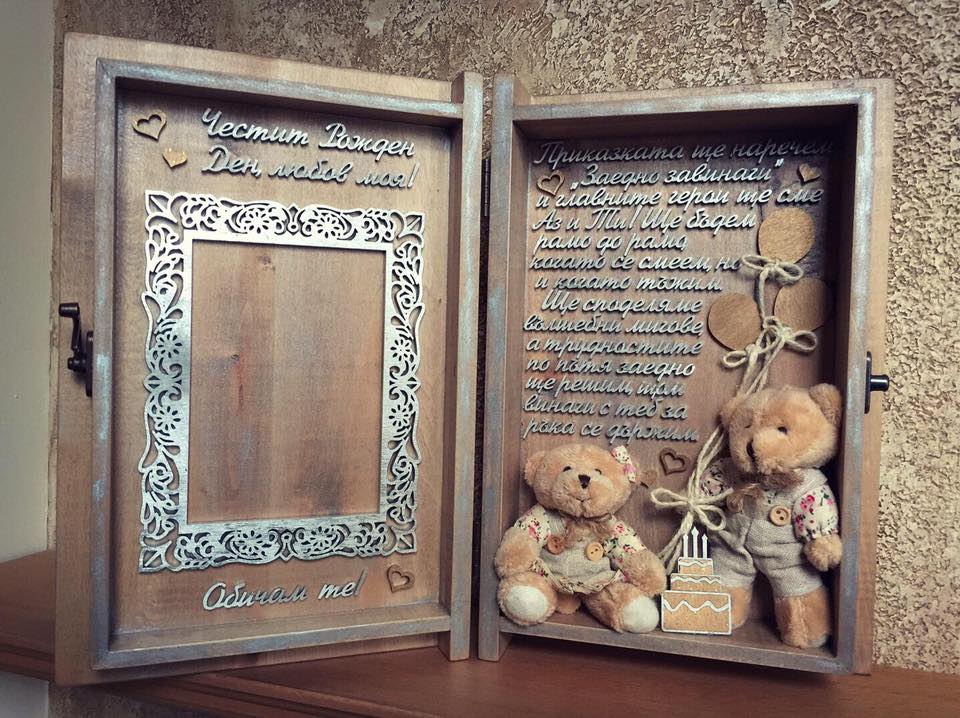 Честит Рожден
Ден, любов моя!
Обичам те!
Приказката ще наречем
„Заедно завинаги"
и главните герои ще сме
Аз и Ти! Ще бъдем
рамо до рамо,
когато се смеем, но
и когато тъжим.
Ще споделяме
вълшебни мигове
а трудностите
по пътя заедно
ще решим, щом
винаги с теб за
ръка се държим.